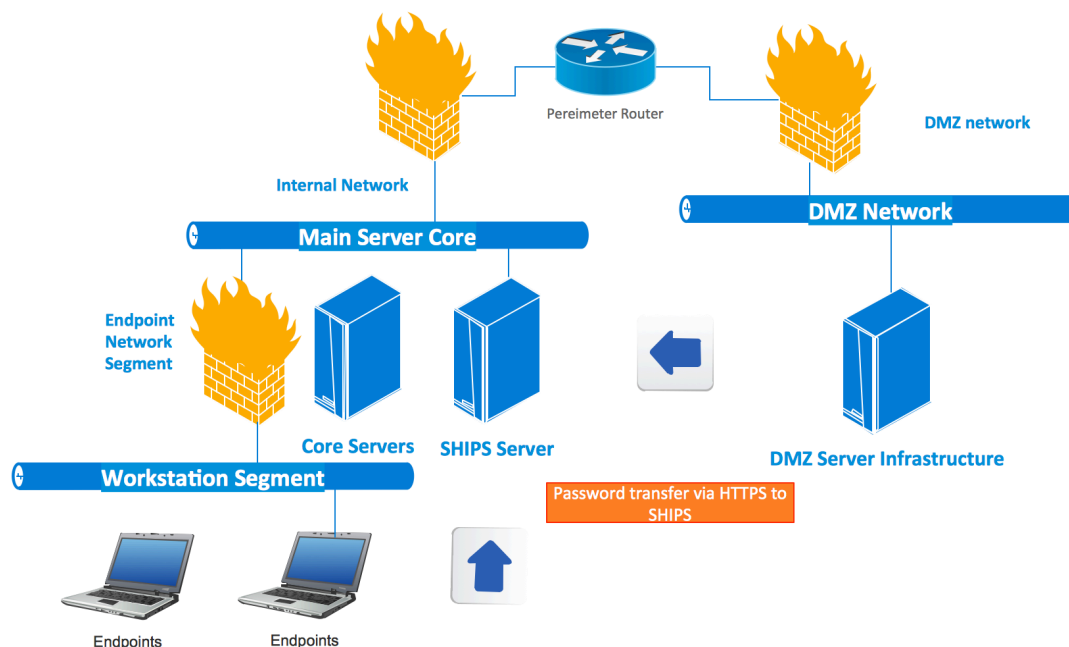 Pereimeter Router
DMZ network
Internal Network
DMZ Network
Main Server Core
Endpoint
Network
Segment
Core Servers
SHIPS Server
DMZ Server Infrastructure
Workstation Segment
Password transfer via HTTPS to
SHIPS
Endpoints
Endpoints